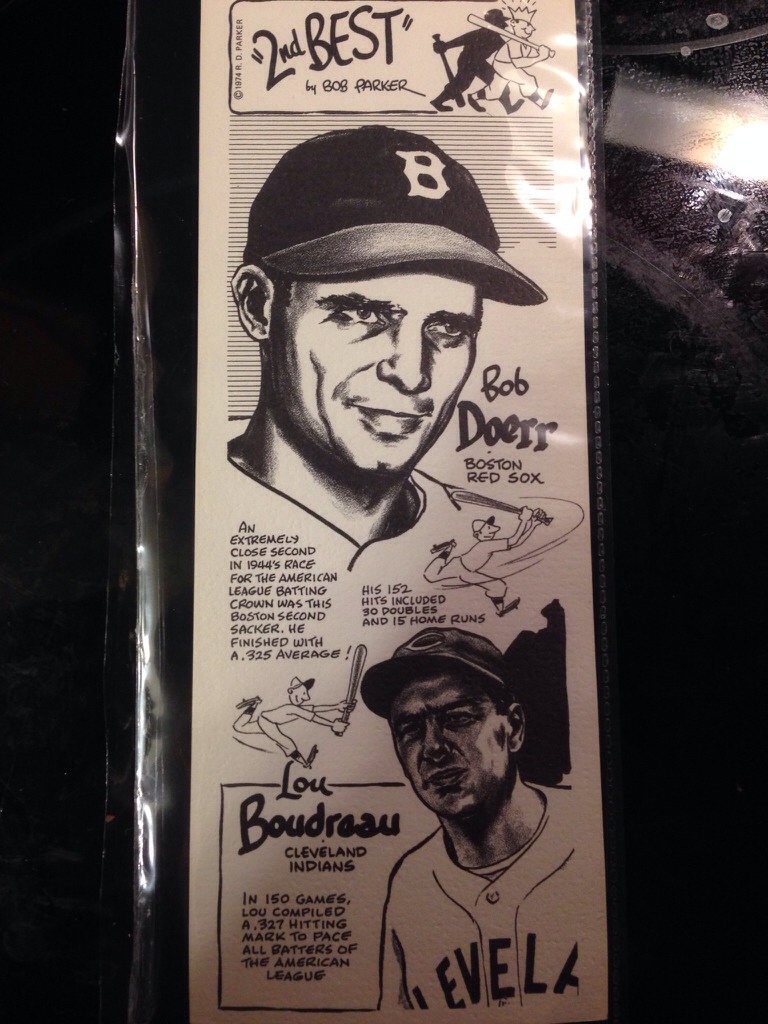 ©1974 R. D. PARKER
"2nd BEST"
by BOB PARKER
B
Bob
Doerr
BOSTON
RED SOX
AN
EXTREMELY
CLOSE SECOND
IN 1944'S RACE
FOR THE AMERICAN
LEAGUE BATTING
CROWN WAS THIS
BOSTON SECOND
SACKER. HE
FINISHED WITH
A .325 AVERAGE!
HIS 152
HITS INCLUDED
30 DOUBLES
AND 15 HOME RUNS
C
Lou
Boudreau
CLEVELAND
INDIANS
IN 150 GAMES,
LOU COMPILED
A .327 HITTING
MARK TO PACE
ALL BATTERS OF
THE AMERICAN
LEAGUE
LEVELA